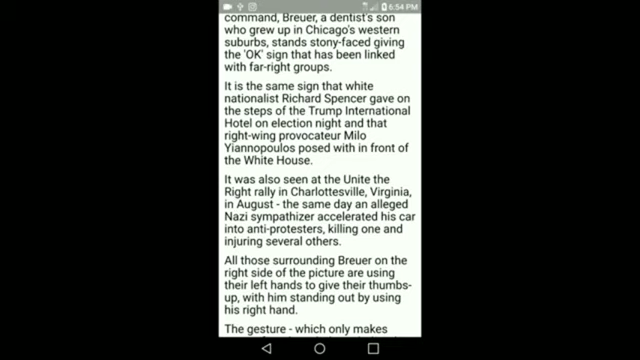 6:54 PM
command, Breuer, a dentist's son
who grew up in Chicago's western
suburbs, stands stony-faced giving
the 'OK' sign that has been linked
with far-right groups.
It is the same sign that white
nationalist Richard Spencer gave on
the steps of the Trump International
Hotel on election night and that
right-wing provocateur Milo
Yiannopoulos posed with in front of
the White House.
It was also seen at the Unite the
Right rally in Charlottesville, Virginia,
in August - the same day an alleged
Nazi sympathizer accelerated his car
into anti-protesters, killing one and
injuring several others.
All those surrounding Breuer on the
right side of the picture are using
their left hands to give their thumbs-
up, with him standing out by using
his right hand.
The gesture - which only makes